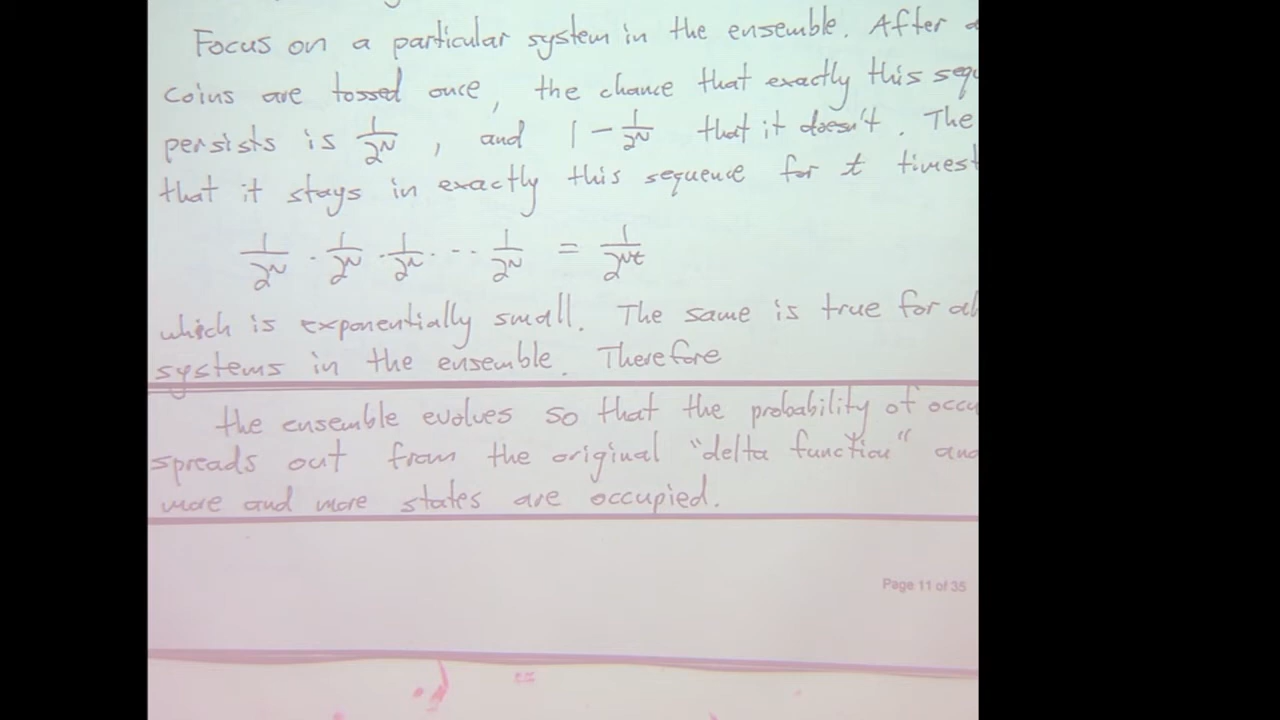 Focus on a particular system in the ensemble. After
coins are tossed once, the chance that exactly this sequ
persists is 1/2^N, and 1 - 1/2^N that it doesn't. The
that it stays in exactly this sequence for t timest
1/2^N · 1/2^N · 1/2^N · ·· 1/2^N = 1/2^Nt
which is exponentially small. The same is true for al
systems in the ensemble. Therefore
the ensemble evolves so that the probability of occu
spreads out from the original "delta function" and
more and more states are occupied.
Page 11 of 35